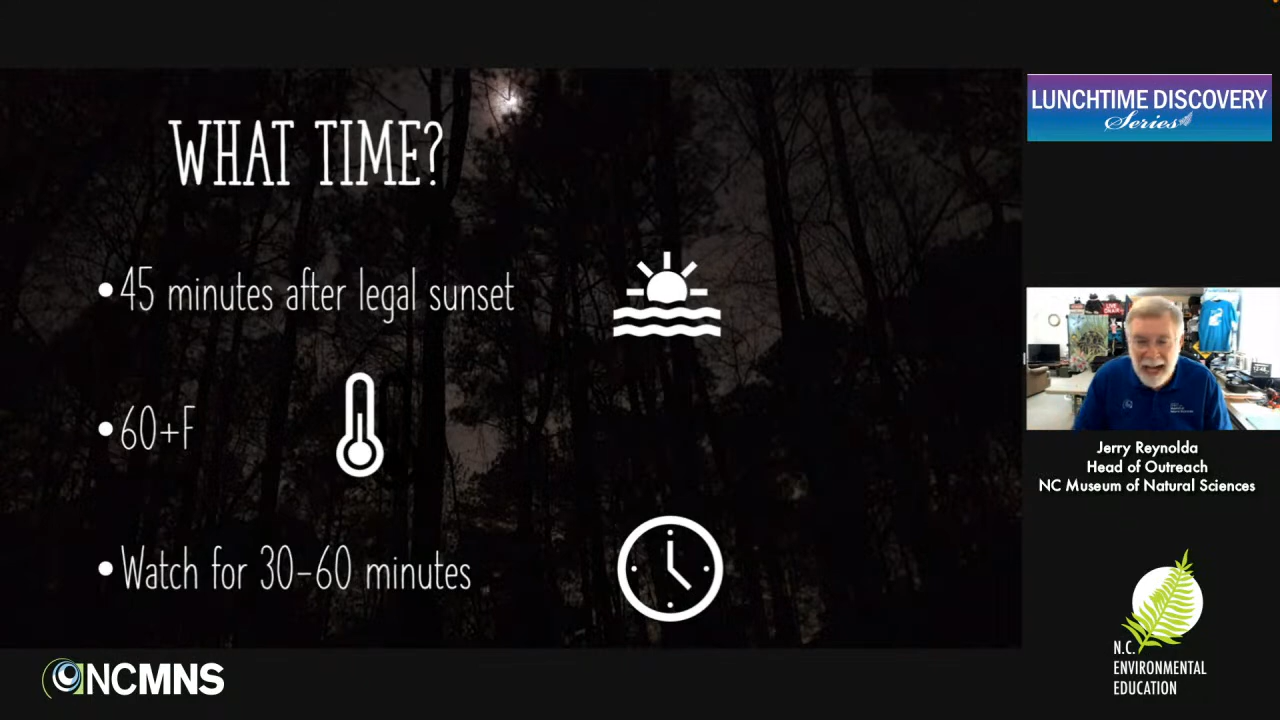 WHAT TIME?
•45 minutes after legal sunset
•60+F
•Watch for 30-60 minutes
LUNCHTIME DISCOVERY
Series
Jerry Reynolda
Head of Outreach
NC Museum of Natural Sciences
NCMNS
N.C.
ENVIRONMENTAL
EDUCATION